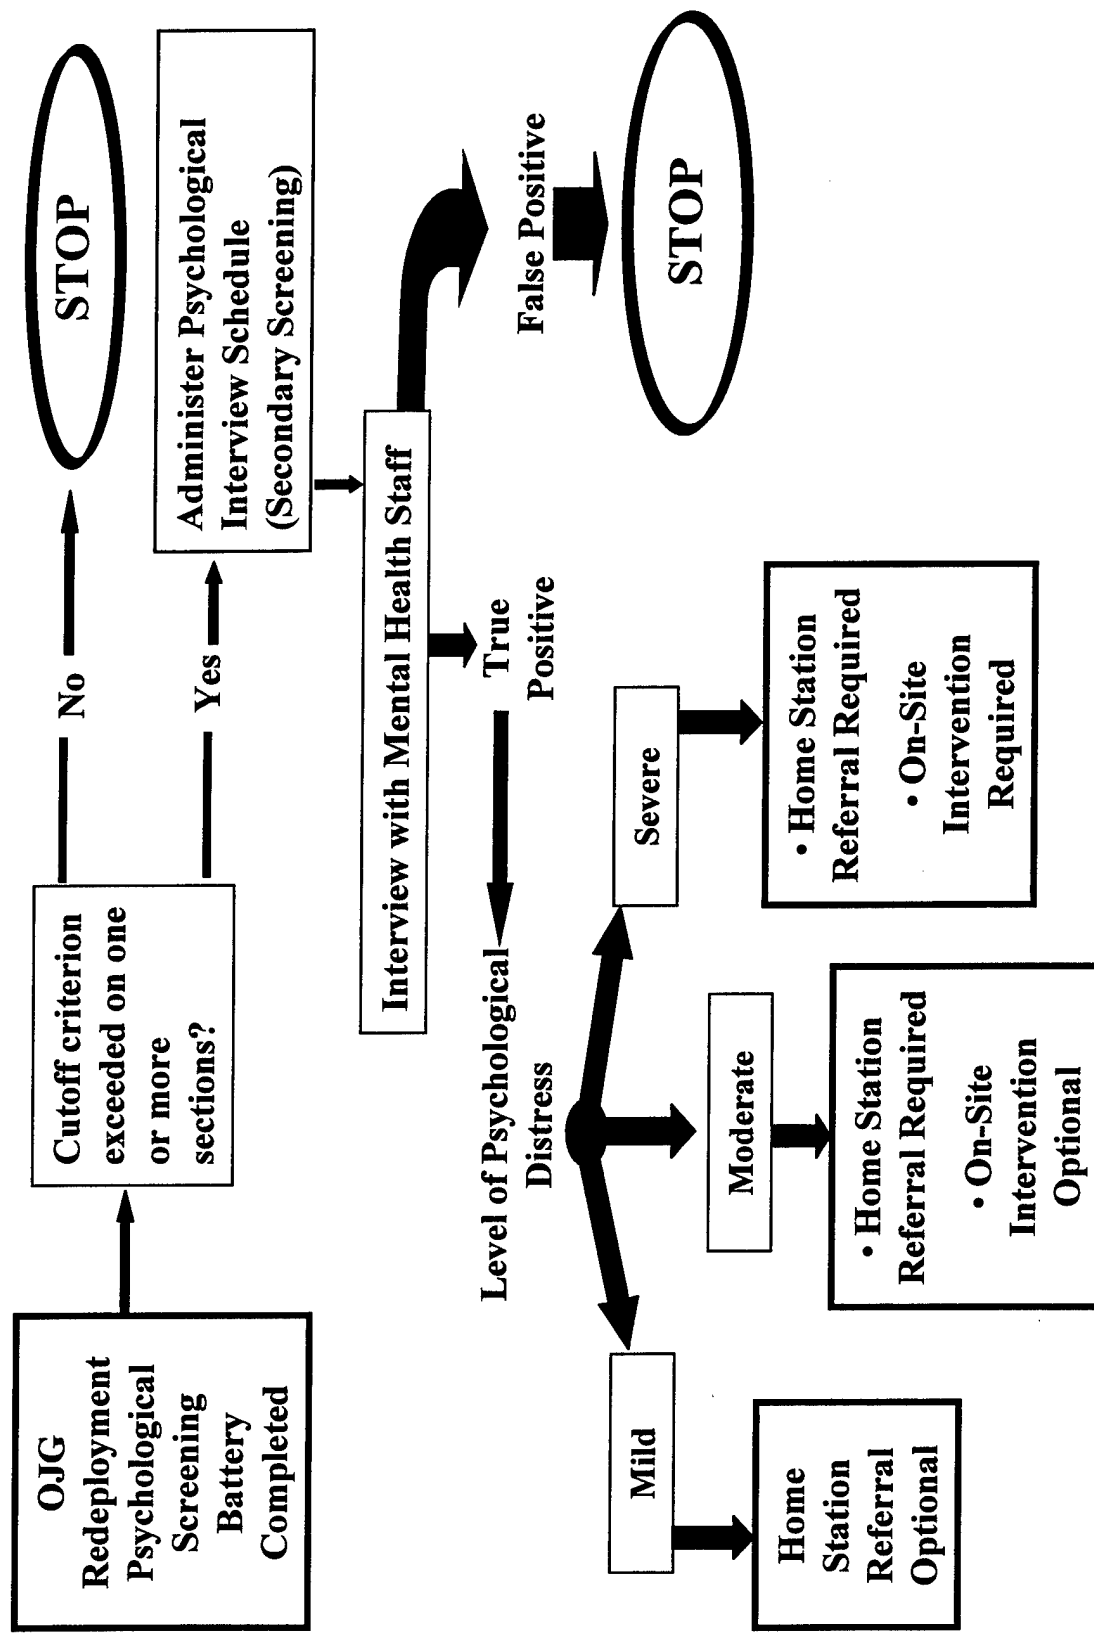 OJG
Redeployment
Psychological
Screening
Battery
Completed
Cutoff criterion
exceeded on one
or more
sections?
No
STOP
Yes
Administer Psychological
Interview Schedule
(Secondary Screening)
Interview with Mental Health Staff
True
Positive
False Positive
STOP
Level of Psychological
Distress
Mild
Moderate
Severe
Home
Station
Referral
Optional
• Home Station
Referral Required
• On-Site
Intervention
Optional
• Home Station
Referral Required
• On-Site
Intervention
Required